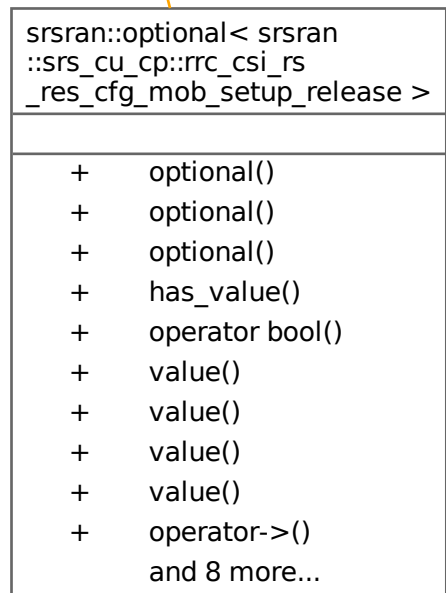 srsran::optional< srsran
::srs_cu_cp::rrc_csi_rs
_res_cfg_mob_setup_release >
+ optional()
+ optional()
+ optional()
+ has_value()
+ operator bool()
+ value()
+ value()
+ value()
+ value()
+ operator->()
and 8 more...